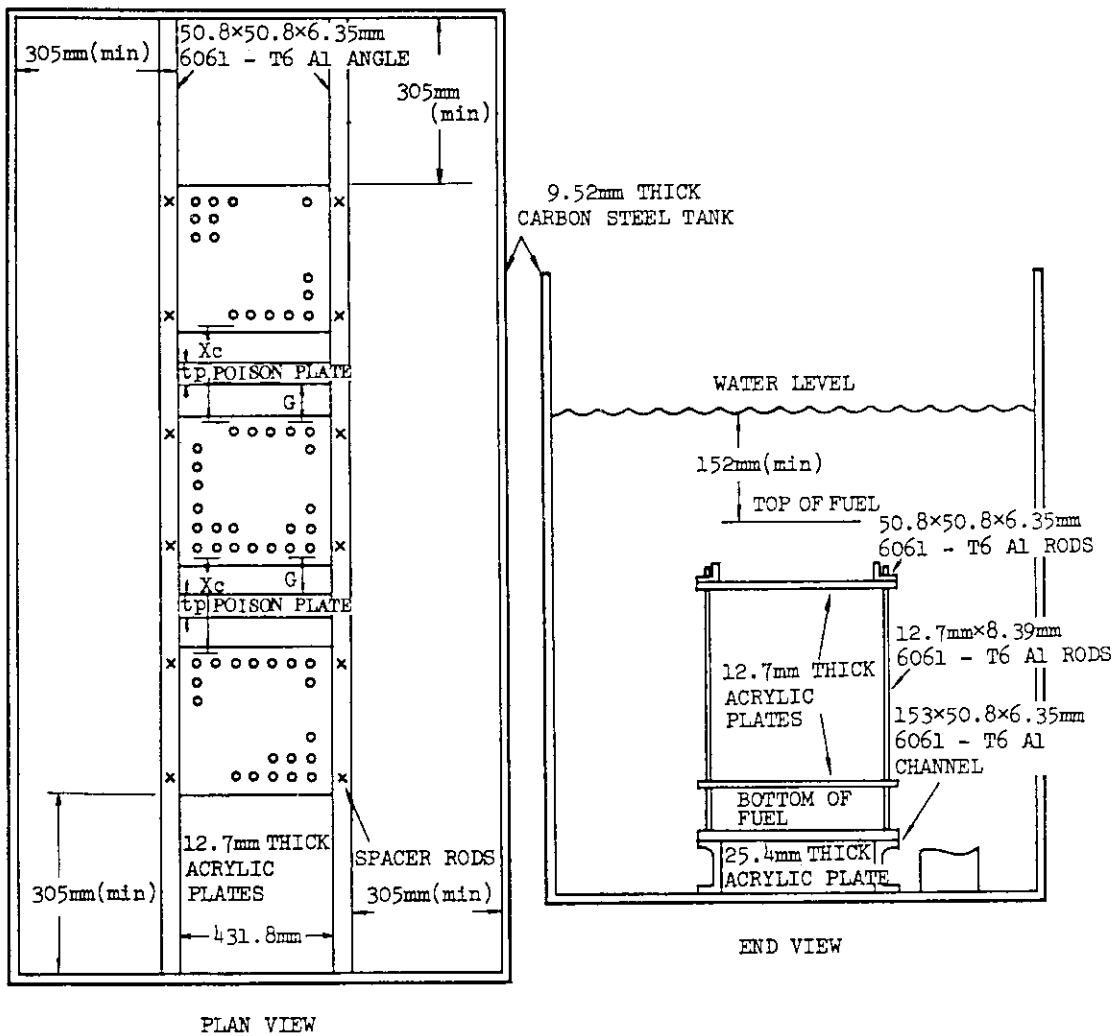 305mm(min)
50.8×50.8×6.35mm
6061 - T6 Al ANGLE
305mm
(min)
Xc
tp POISON PLATE
G
Xc
G
tp POISON PLATE
12.7mm THICK
ACRYLIC
PLATES
SPACER RODS
305mm(min)
305mm(min)
431.8mm
PLAN VIEW
9.52mm THICK
CARBON STEEL TANK
WATER LEVEL
152mm(min)
TOP OF FUEL
50.8×50.8×6.35mm
6061 - T6 Al RODS
12.7mm×8.39mm
6061 - T6 Al RODS
12.7mm THICK
ACRYLIC
PLATES
153×50.8×6.35mm
6061 - T6 Al
CHANNEL
BOTTOM OF
FUEL
25.4mm THICK
ACRYLIC PLATE
END VIEW